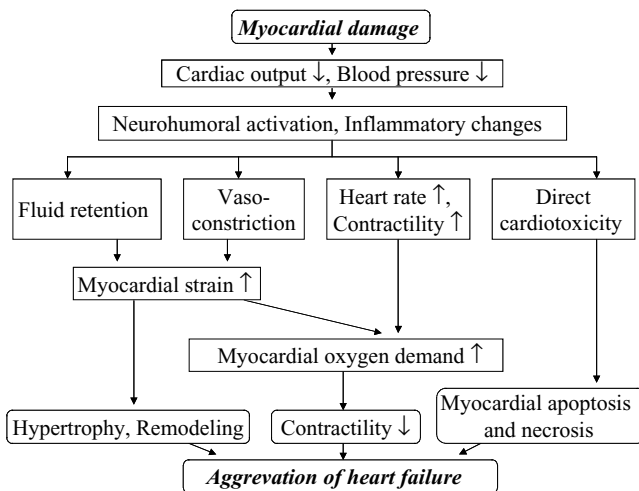 Myocardial damage
Cardiac output ↓, Blood pressure ↓
Neurohumoral activation, Inflammatory changes
Fluid retention
Vaso-
constriction
Heart rate ↑,
Contractility ↑
Direct
cardiotoxicity
Myocardial strain ↑
Myocardial oxygen demand ↑
Hypertrophy, Remodeling
Contractility ↓
Myocardial apoptosis
and necrosis
Aggrevation of heart failure